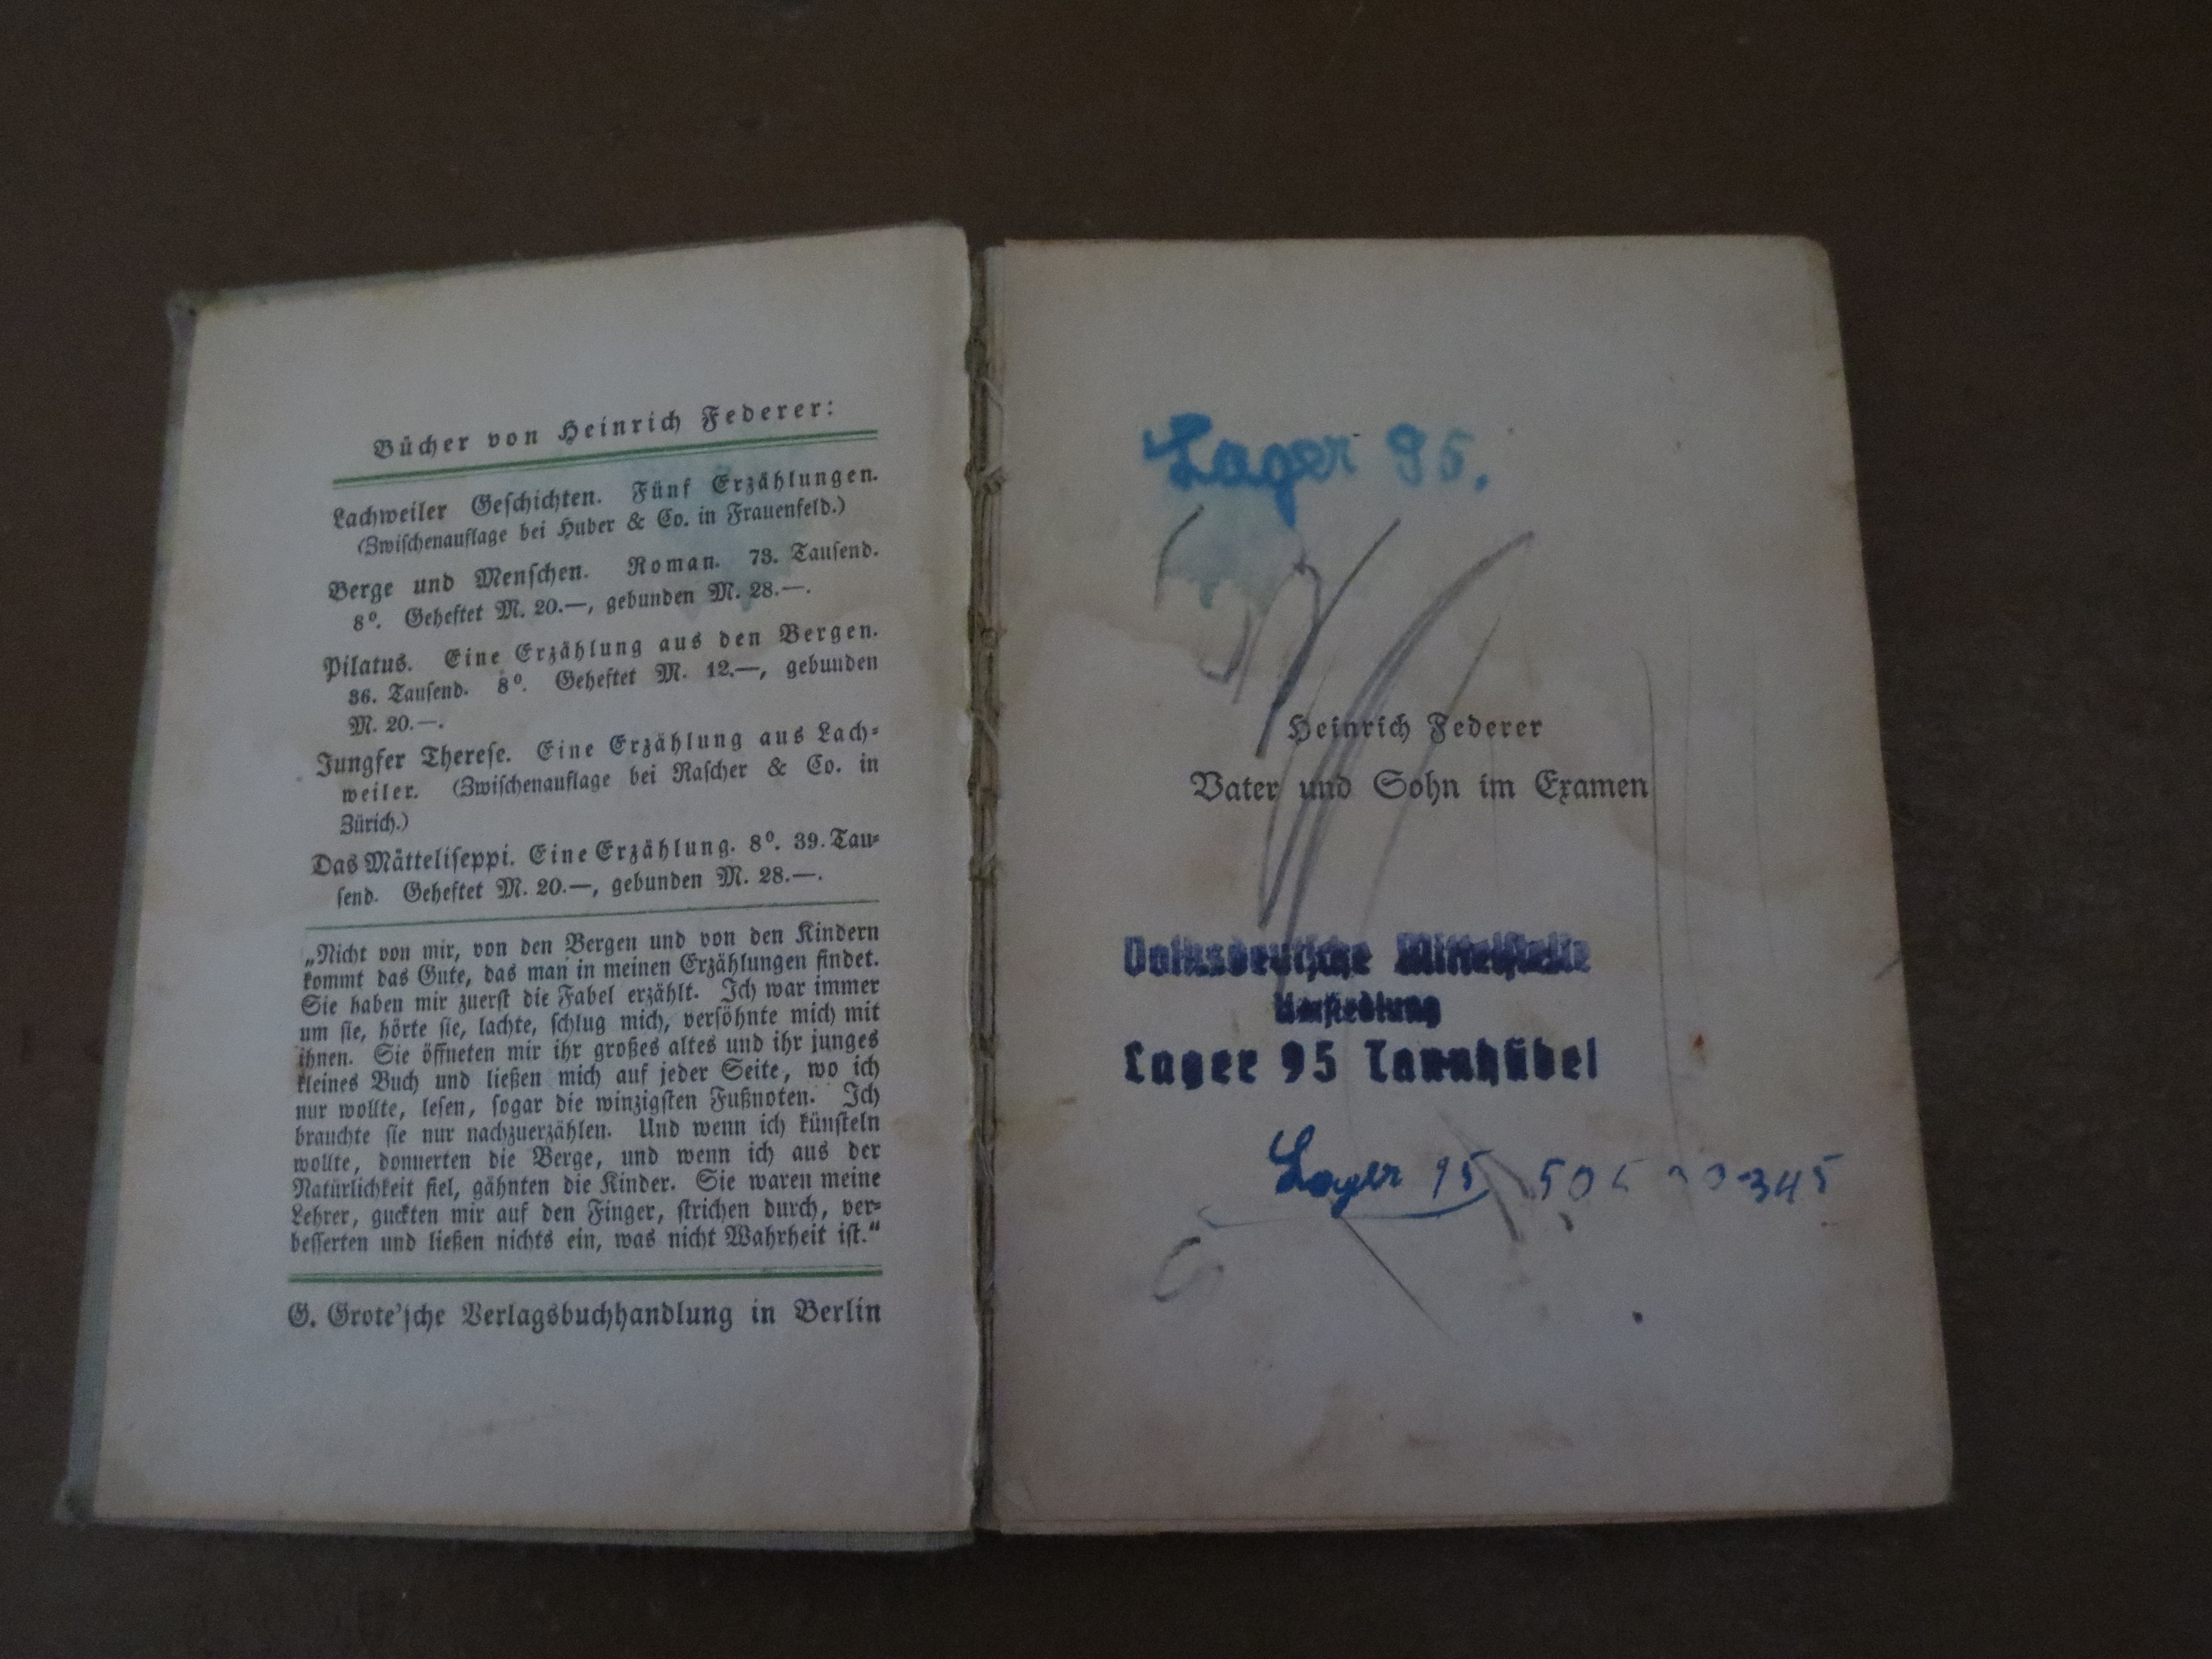 Bücher von Heinrich Federer:
Lachweiler Geschichten. Fünf Erzählungen.
(Zwischenauflage bei Huber & Co. in Frauenfeld.)
Berge und Menschen. Roman. 73. Tausend.
8°. Geheftet M. 20.—, gebunden M. 28.—.
Pilatus. Eine Erzählung aus den Bergen.
36. Tausend. 8°. Geheftet M. 12.—, gebunden
M. 20.—.
Jungfer Therese. Eine Erzählung aus Lach-
weiler. (Zwischenauflage bei Rascher & Co. in
Zürich.)
Das Mätteliseppi. Eine Erzählung. 8°. 39. Tau-
send. Geheftet M. 20.—, gebunden M. 28.—.
„Nicht von mir, von den Bergen und von den Kindern
kommt das Gute, das man in meinen Erzählungen findet.
Sie haben mir zuerst die Fabel erzählt. Ich war immer
um sie, hörte sie, lachte, schlug mich, versöhnte mich mit
ihnen. Sie öffneten mir ihr großes altes und ihr junges
kleines Buch und ließen mich auf jeder Seite, wo ich
nur wollte, lesen, sogar die winzigsten Fußnoten. Ich
brauchte sie nur nachzuerzählen. Und wenn ich künsteln
wollte, donnerten die Berge, und wenn ich aus der
Natürlichkeit fiel, gähnten die Kinder. Sie waren meine
Lehrer, guckten mir auf den Finger, strichen durch, ver-
besserten und ließen nichts ein, was nicht Wahrheit ist.“
G. Grote'sche Verlagsbuchhandlung in Berlin
Lager 95.
Heinrich Federer
Vater und Sohn im Examen
Volksdeutsche Mittelstelle
Umsiedlung
Lager 95 Tannhübel
Lager 95 345